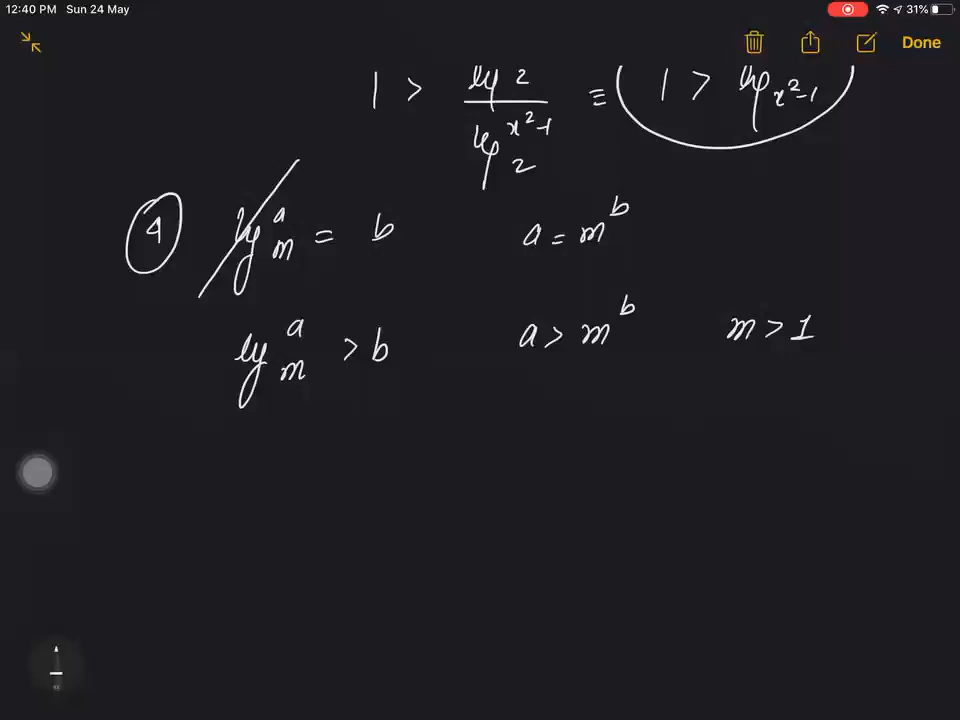 12:40 PM Sun 24 May 31%
Done
1 > log 2 / log_2 x²-1 ≡ 1 > log_{x²-1}
4 log_m a = b a = m^b
log_m a > b a > m^b m > 1